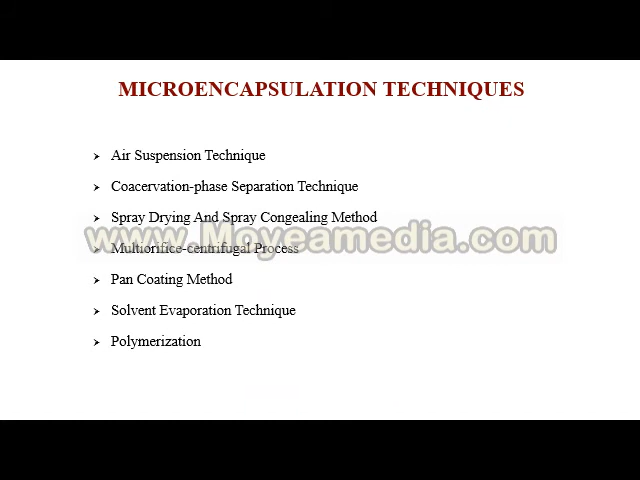 MICROENCAPSULATION TECHNIQUES
Air Suspension Technique
Coacervation-phase Separation Technique
Spray Drying And Spray Congealing Method
www.Moyeamedia.com
Multiorifice-centrifugal Process
Pan Coating Method
Solvent Evaporation Technique
Polymerization